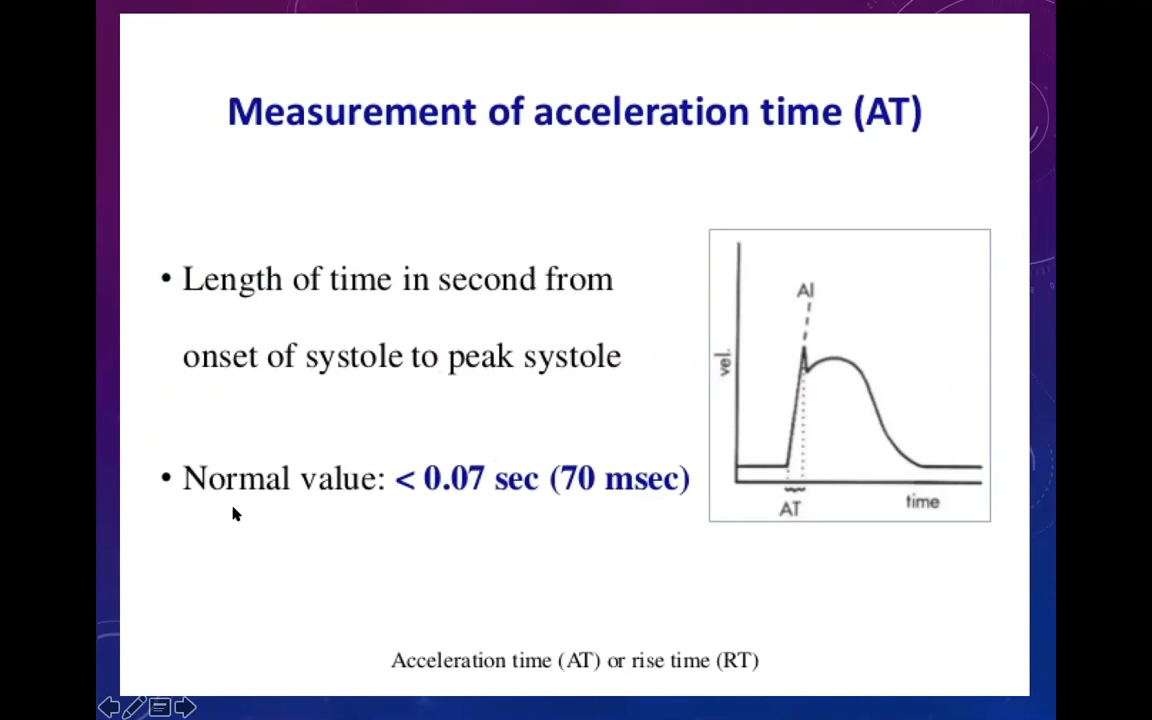 Measurement of acceleration time (AT)
• Length of time in second from
onset of systole to peak systole
• Normal value: < 0.07 sec (70 msec)
AI
vel.
AT
time
Acceleration time (AT) or rise time (RT)